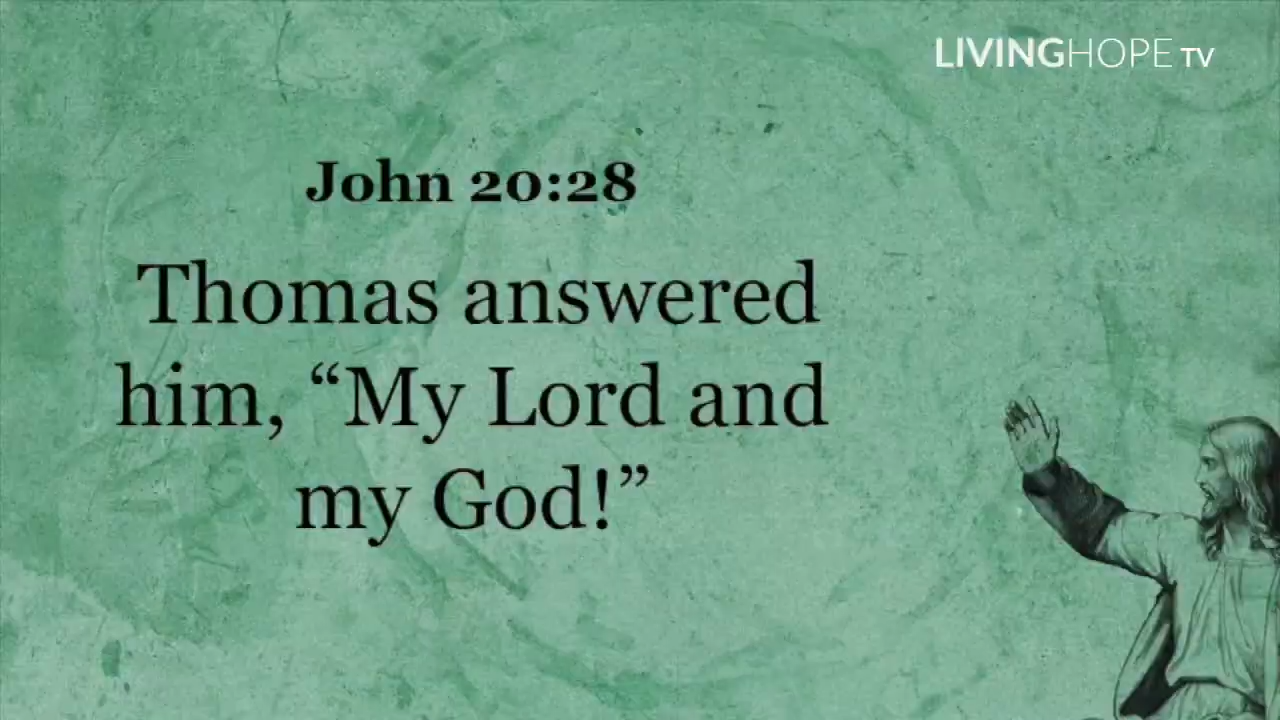 LIVINGHOPE TV
John 20:28
Thomas answered
him, “My Lord and
my God!”